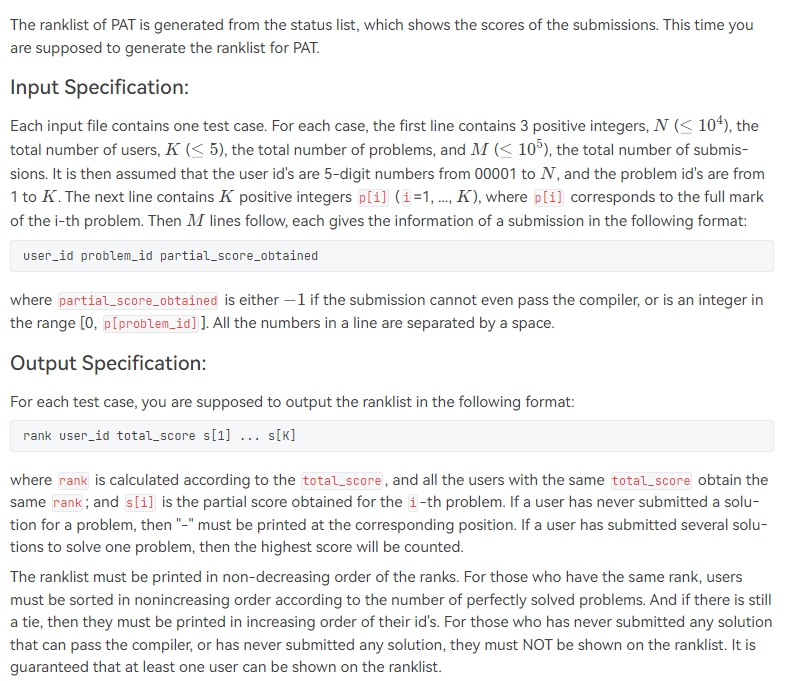 The ranklist of PAT is generated from the status list, which shows the scores of the submissions. This time you
are supposed to generate the ranklist for PAT.
Input Specification:
Each input file contains one test case. For each case, the first line contains 3 positive integers, N (≤ 10⁴), the
total number of users, K (≤ 5), the total number of problems, and M (≤ 10⁵), the total number of submis-
sions. It is then assumed that the user id's are 5-digit numbers from 00001 to N, and the problem id's are from
1 to K. The next line contains K positive integers p[i] (i=1, ..., K), where p[i] corresponds to the full mark
of the i-th problem. Then M lines follow, each gives the information of a submission in the following format:
user_id problem_id partial_score_obtained
where partial_score_obtained is either −1 if the submission cannot even pass the compiler, or is an integer in
the range [0, p[problem_id]]. All the numbers in a line are separated by a space.
Output Specification:
For each test case, you are supposed to output the ranklist in the following format:
rank user_id total_score s[1] ... s[K]
where rank is calculated according to the total_score, and all the users with the same total_score obtain the
same rank; and s[i] is the partial score obtained for the i-th problem. If a user has never submitted a solu-
tion for a problem, then "-" must be printed at the corresponding position. If a user has submitted several solu-
tions to solve one problem, then the highest score will be counted.
The ranklist must be printed in non-decreasing order of the ranks. For those who have the same rank, users
must be sorted in nonincreasing order according to the number of perfectly solved problems. And if there is still
a tie, then they must be printed in increasing order of their id's. For those who has never submitted any solution
that can pass the compiler, or has never submitted any solution, they must NOT be shown on the ranklist. It is
guaranteed that at least one user can be shown on the ranklist.